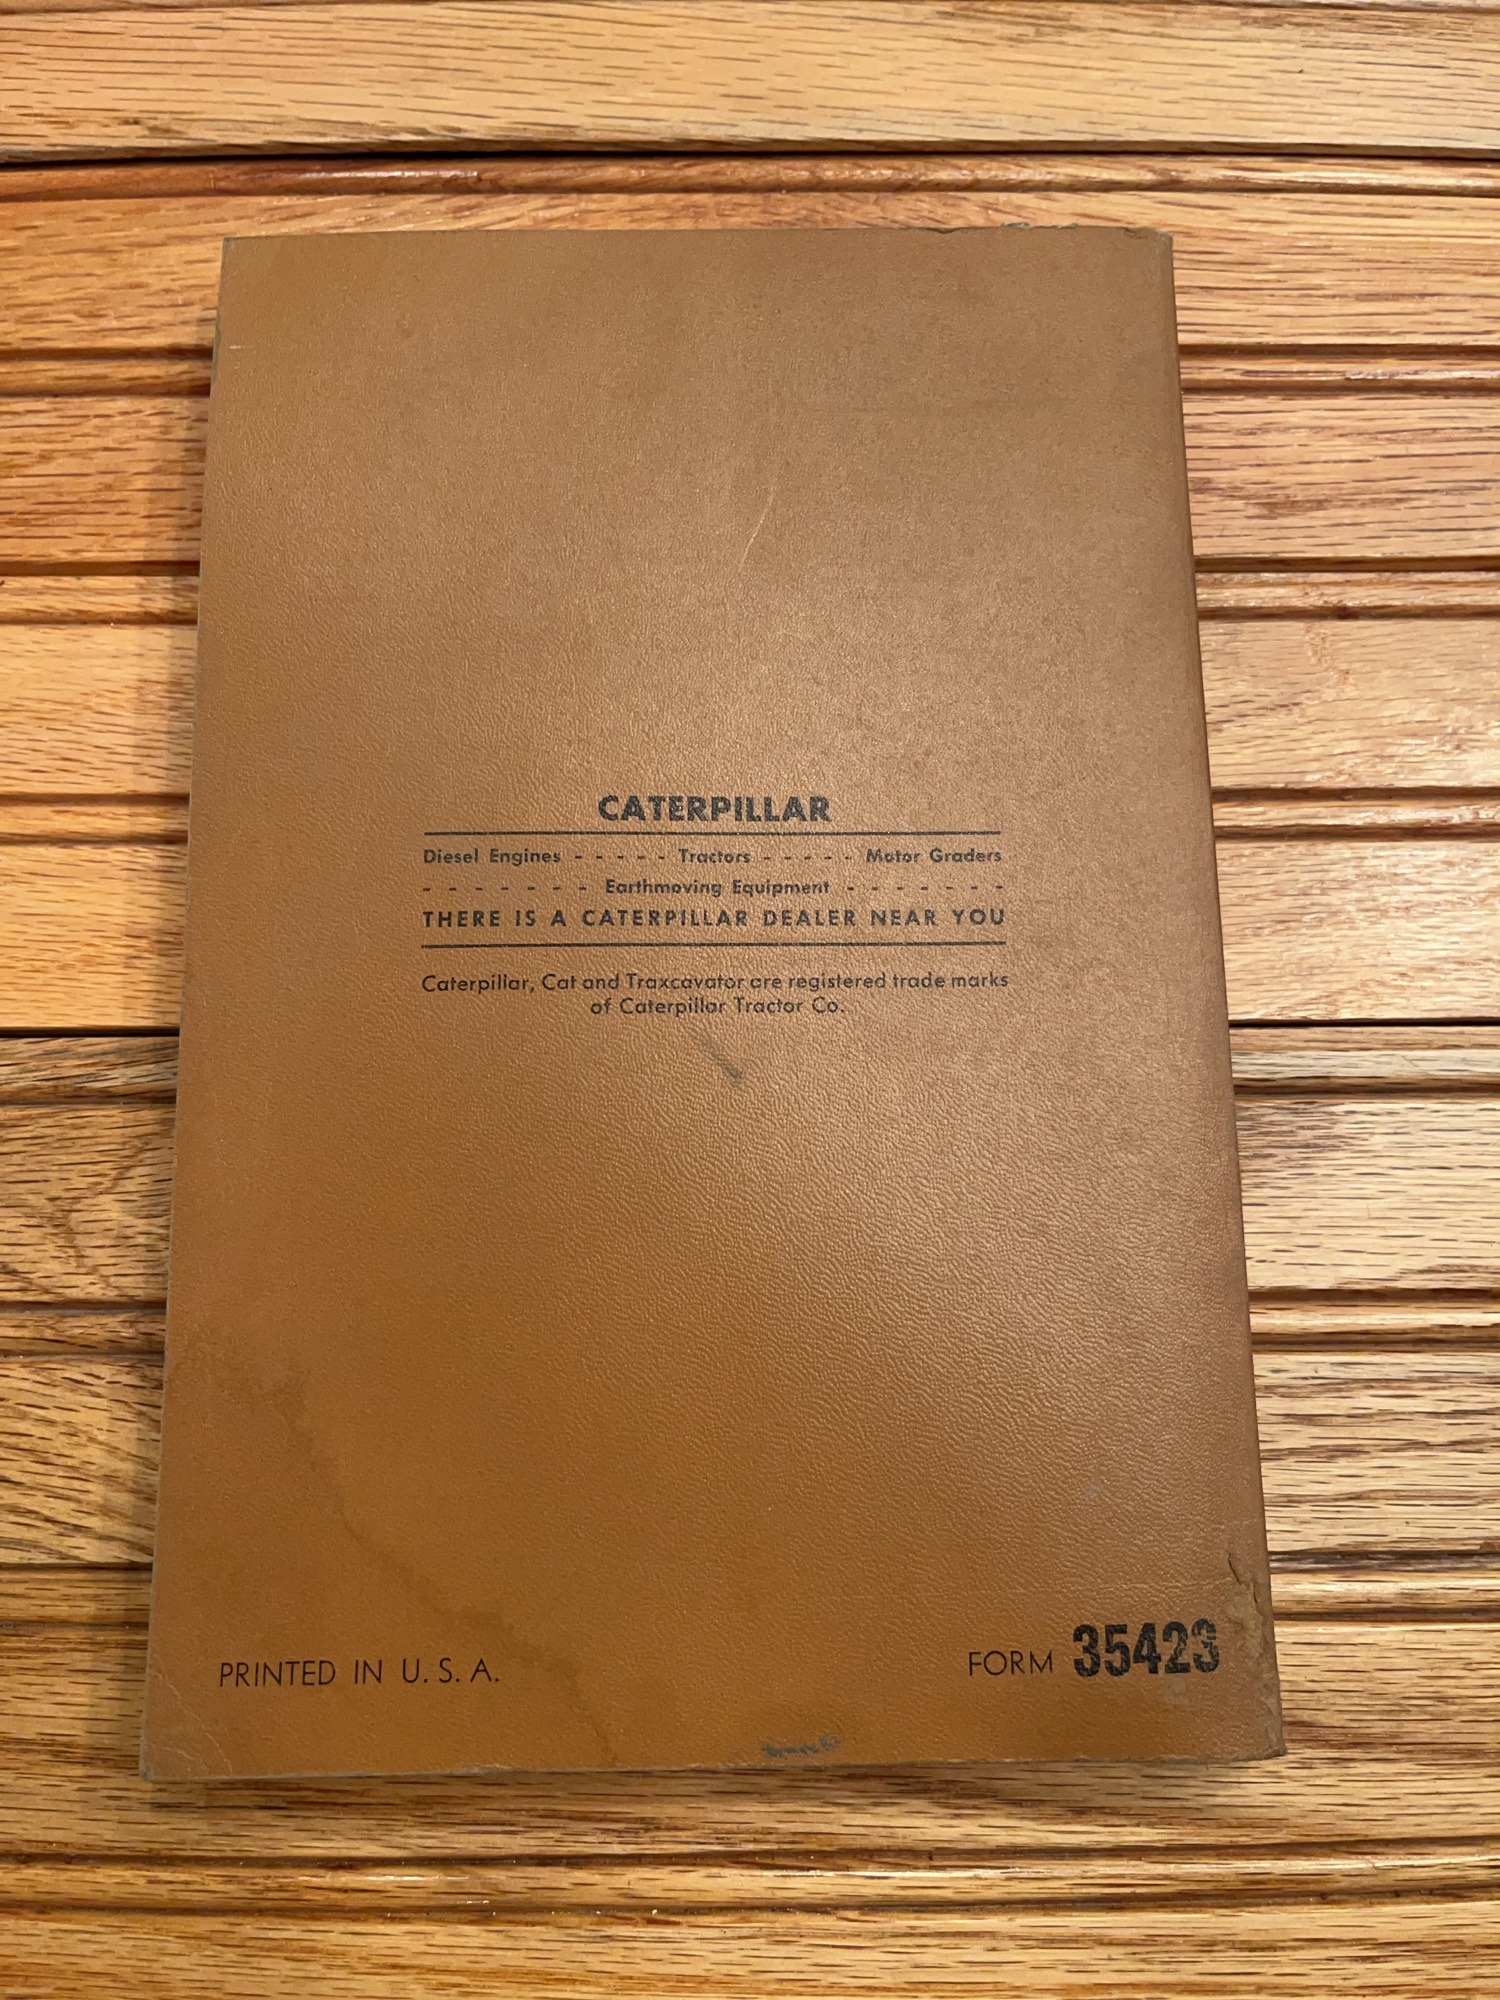 CATERPILLAR
Diesel Engines - - - - - Tractors - - - - - Motor Graders
- - - - - - - Earthmoving Equipment - - - - - - -
THERE IS A CATERPILLAR DEALER NEAR YOU
Caterpillar, Cat and Traxcavator are registered trade marks
of Caterpillar Tractor Co.
PRINTED IN U. S. A.
FORM 35423